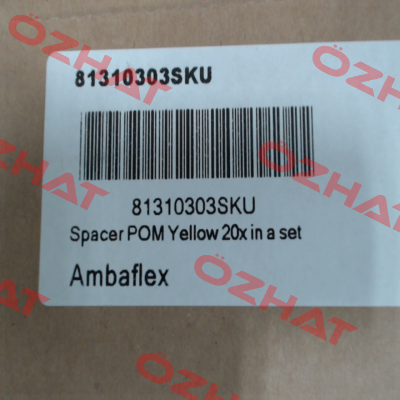 81310303SKU
81310303SKU
Spacer POM Yellow 20x in a set
Ambaflex
ÖZHAT
ÖZHAT
ÖZHAT
ÖZHAT
ÖZHAT